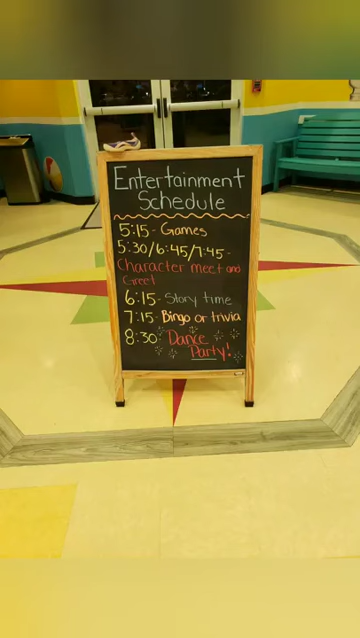 Entertainment
Schedule
5:15- Games
5:30/6:45/7:45-
Character meet and
Greet
6:15- Story time
7:15- Bingo or trivia
8:30- Dance
Party!